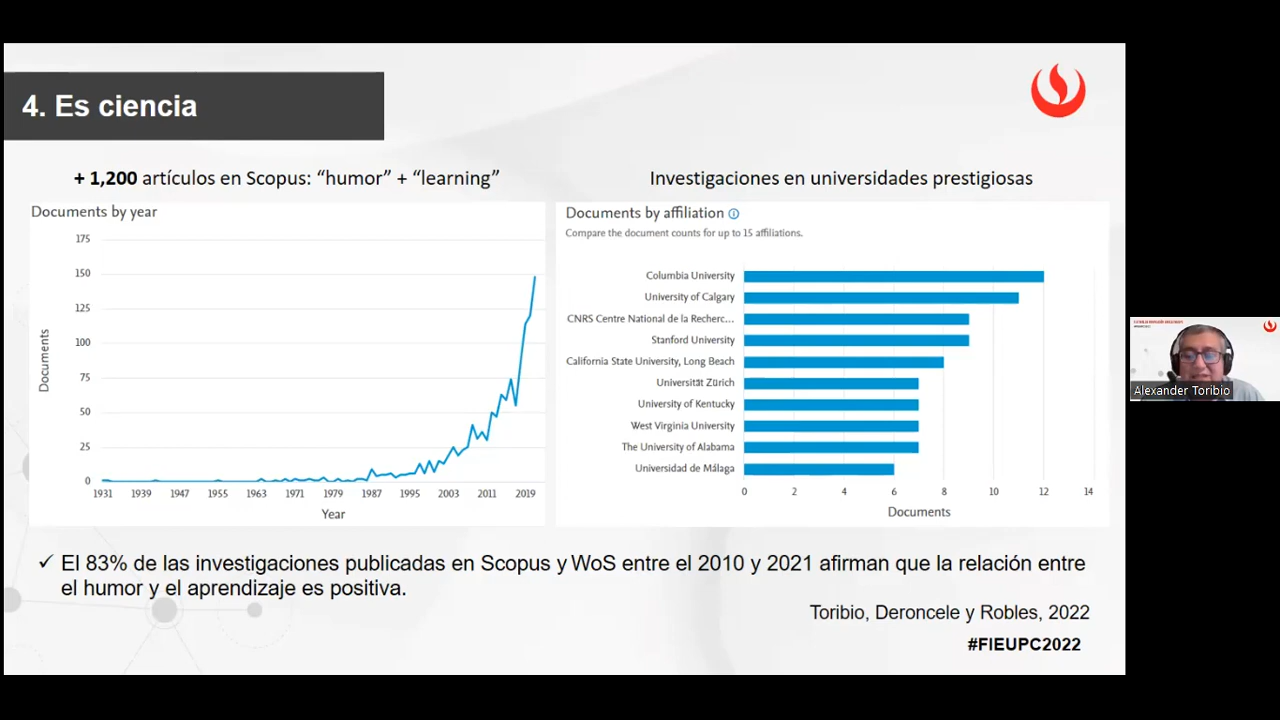 4. Es ciencia
+ 1,200 artículos en Scopus: “humor” + “learning”
Documents by year
175
150
125
100
75
50
25
0
Documents
1931 1939 1947 1955 1963 1971 1979 1987 1995 2003 2011 2019
Year
Investigaciones en universidades prestigiosas
Documents by affiliation
Compare the document counts for up to 15 affiliations.
Columbia University
University of Calgary
CNRS Centre National de la Recherc...
Stanford University
California State University, Long Beach
Universität Zürich
University of Kentucky
West Virginia University
The University of Alabama
Universidad de Málaga
0 2 4 6 8 10 12 14
Documents
✓ El 83% de las investigaciones publicadas en Scopus y WoS entre el 2010 y 2021 afirman que la relación entre
el humor y el aprendizaje es positiva.
Toribio, Deroncele y Robles, 2022
#FIEUPC2022
Alexander Toribio